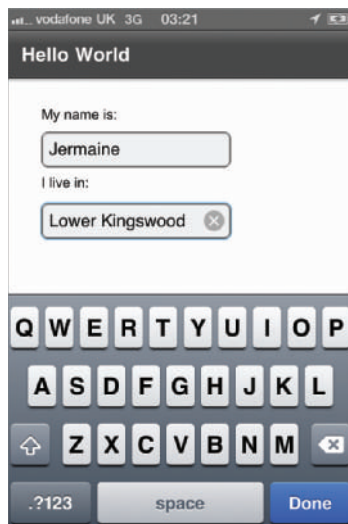 vodafone UK 3G 03:21
Hello World
My name is:
Jermaine
I live in:
Lower Kingswood
Q W E R T Y U I O P
A S D F G H J K L
Z X C V B N M
.?123 space Done